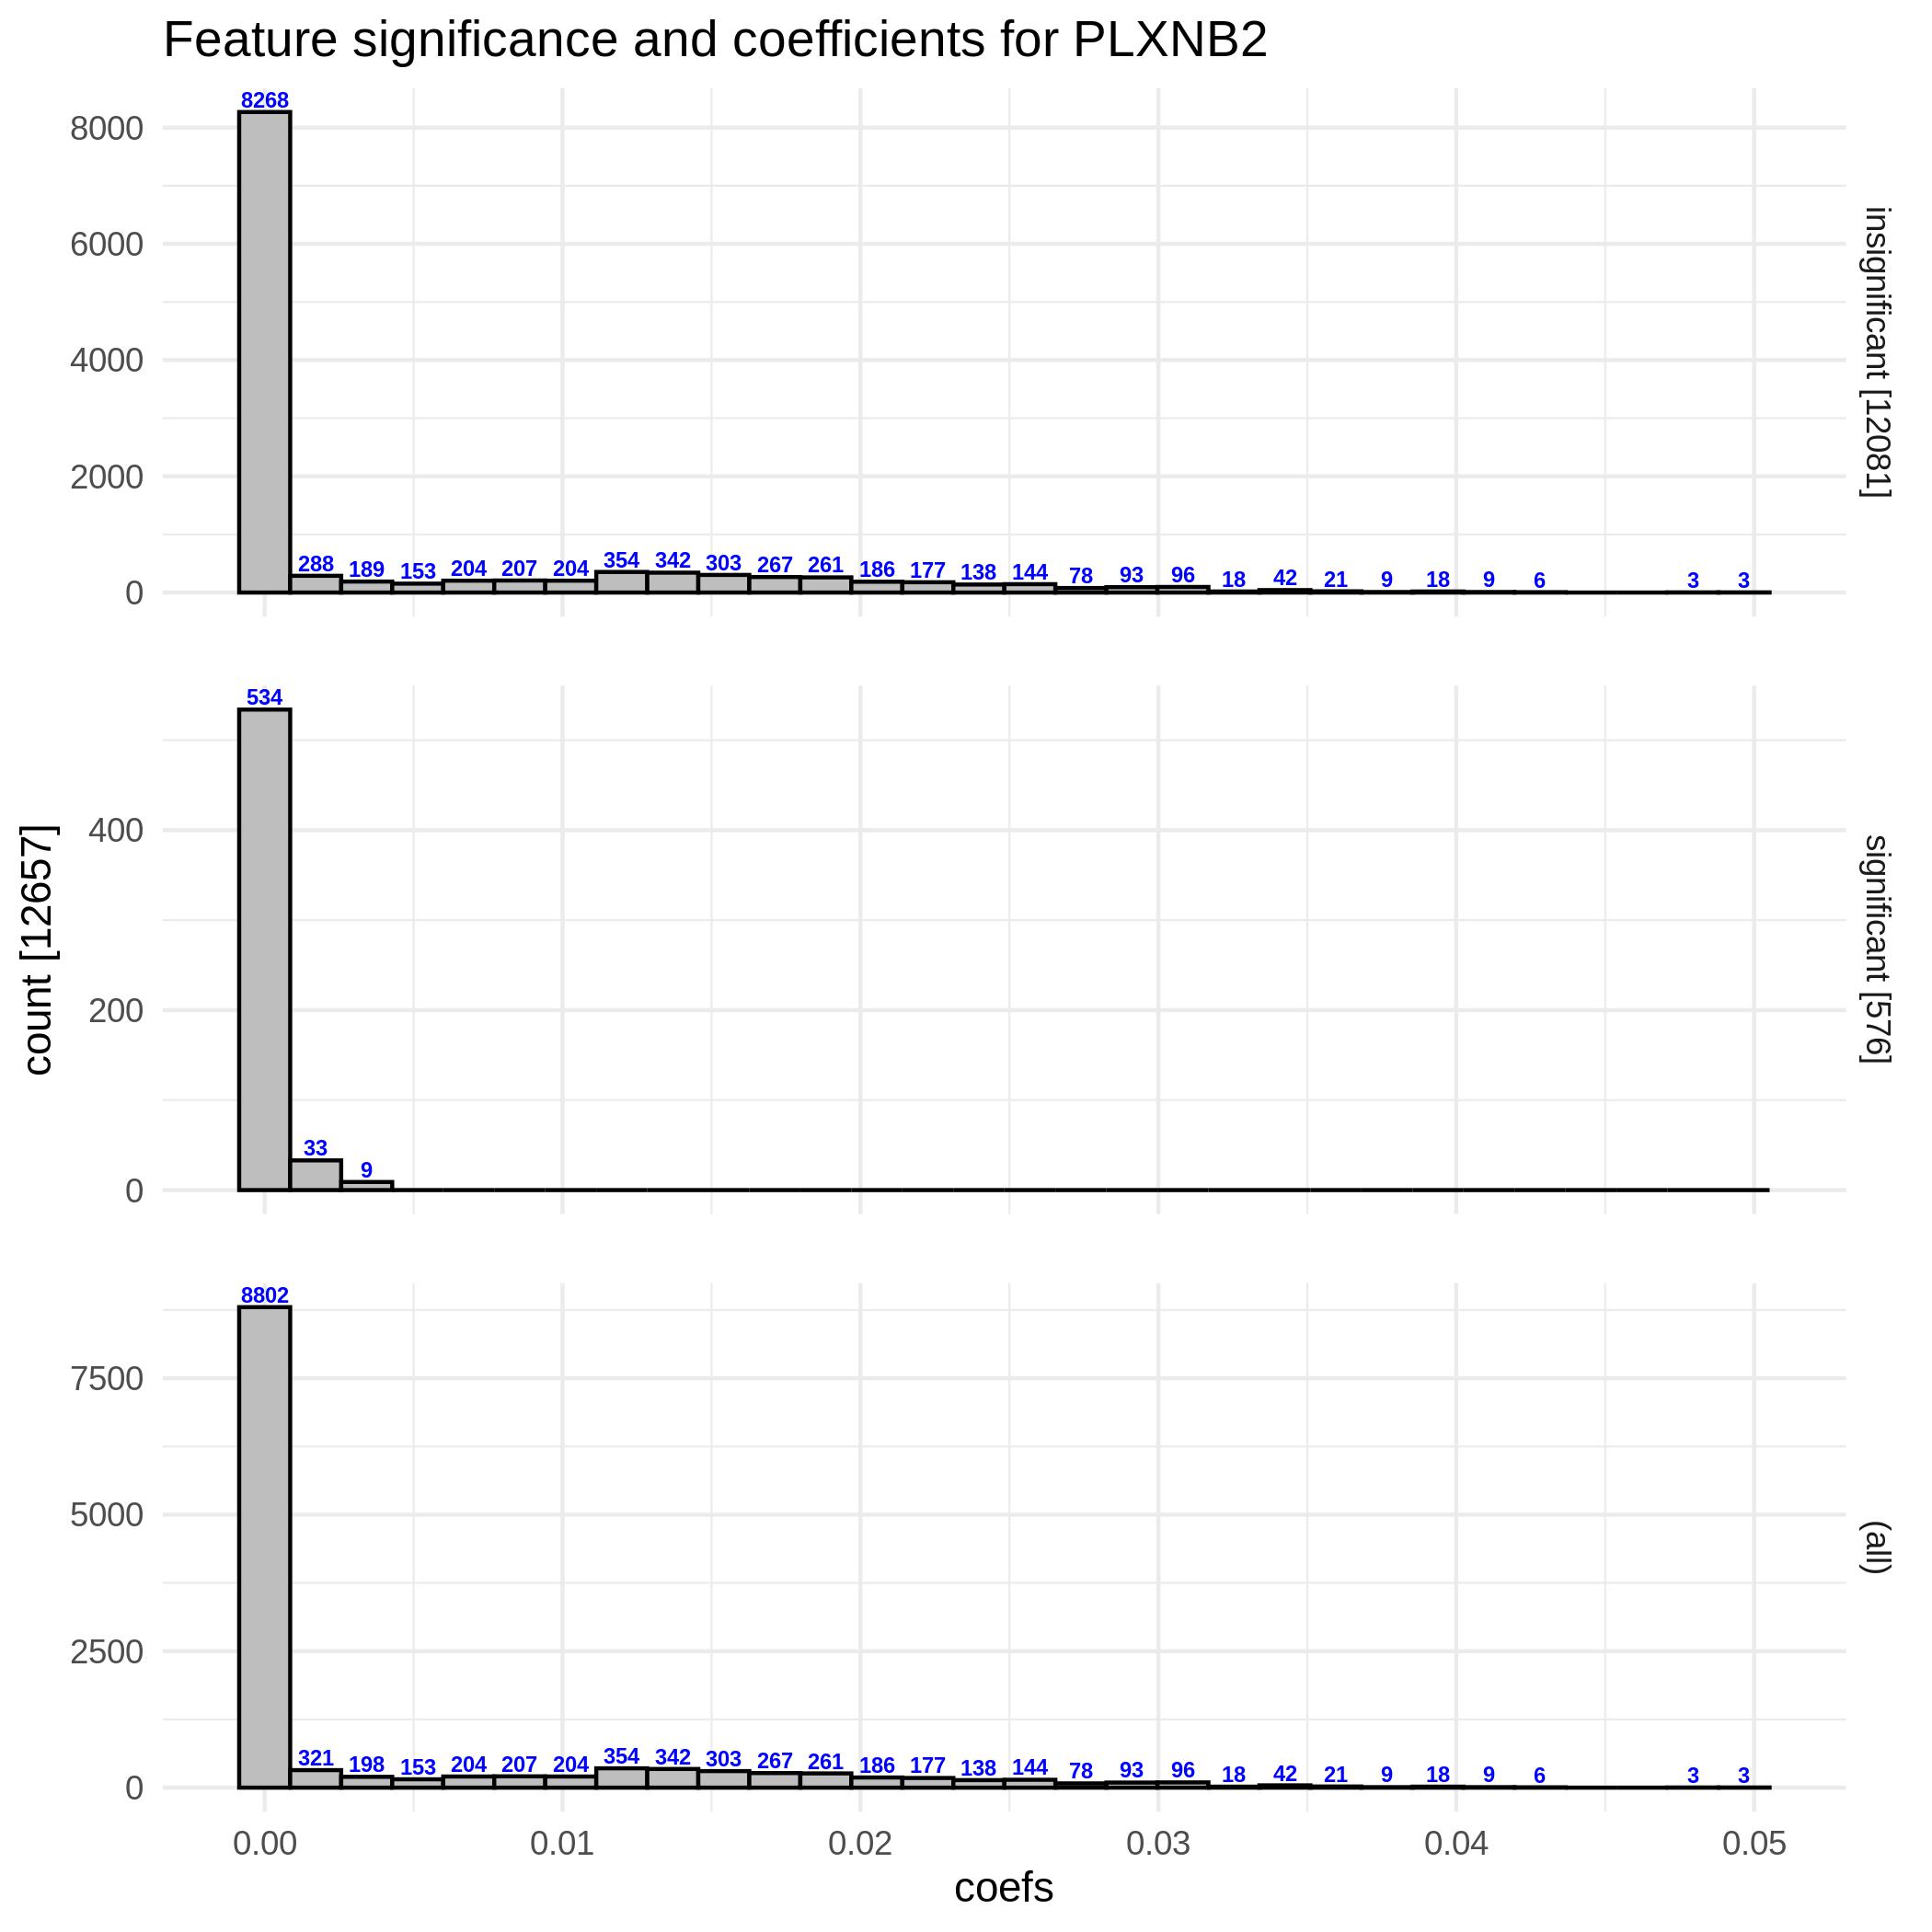 Feature significance and coefficients for PLXNB2
8268
8000
6000
4000
2000
0
288 189 153 204 207 204 354 342 303 267 261 186 177 138 144 78 93 96 18 42 21 9 18 9 6 3 3
insignificant [12081]
534
400
200
0
33
9
significant [576]
count [12657]
8802
7500
5000
2500
0
321 198 153 204 207 204 354 342 303 267 261 186 177 138 144 78 93 96 18 42 21 9 18 9 6 3 3
(all)
0.00 0.01 0.02 0.03 0.04 0.05
coefs